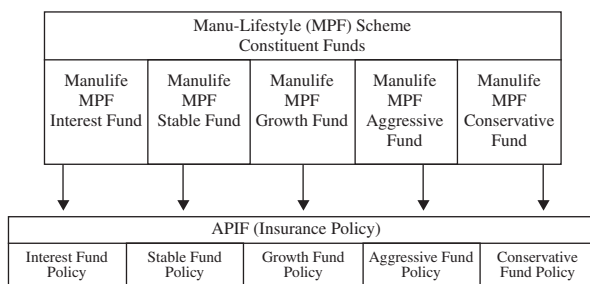 Manu-Lifestyle (MPF) Scheme
Constituent Funds
Manulife
MPF
Interest Fund
Manulife
MPF
Stable Fund
Manulife
MPF
Growth Fund
Manulife
MPF
Aggressive
Fund
Manulife
MPF
Conservative
Fund
APIF (Insurance Policy)
Interest Fund
Policy
Stable Fund
Policy
Growth Fund
Policy
Aggressive Fund
Policy
Conservative
Fund Policy